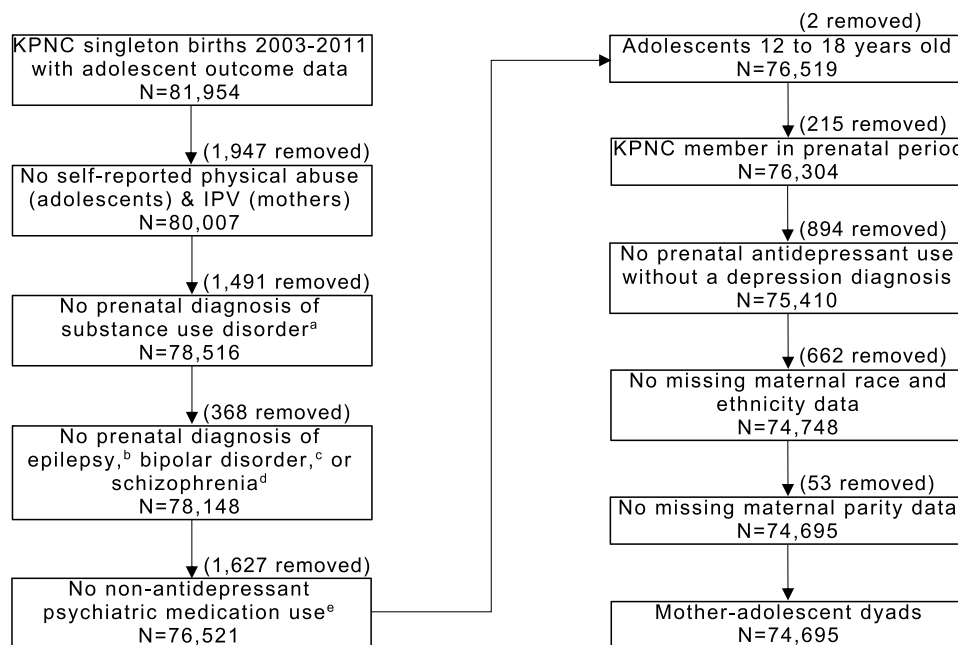 KPNC singleton births 2003-2011
with adolescent outcome data
N=81,954
(1,947 removed)
No self-reported physical abuse
(adolescents) & IPV (mothers)
N=80,007
(1,491 removed)
No prenatal diagnosis of
substance use disorderᵃ
N=78,516
(368 removed)
No prenatal diagnosis of
epilepsy,ᵇ bipolar disorder,ᶜ or
schizophreniaᵈ
N=78,148
(1,627 removed)
No non-antidepressant
psychiatric medication useᵉ
N=76,521
(2 removed)
Adolescents 12 to 18 years old
N=76,519
(215 removed)
KPNC member in prenatal period
N=76,304
(894 removed)
No prenatal antidepressant use
without a depression diagnosis
N=75,410
(662 removed)
No missing maternal race and
ethnicity data
N=74,748
(53 removed)
No missing maternal parity data
N=74,695
Mother-adolescent dyads
N=74,695